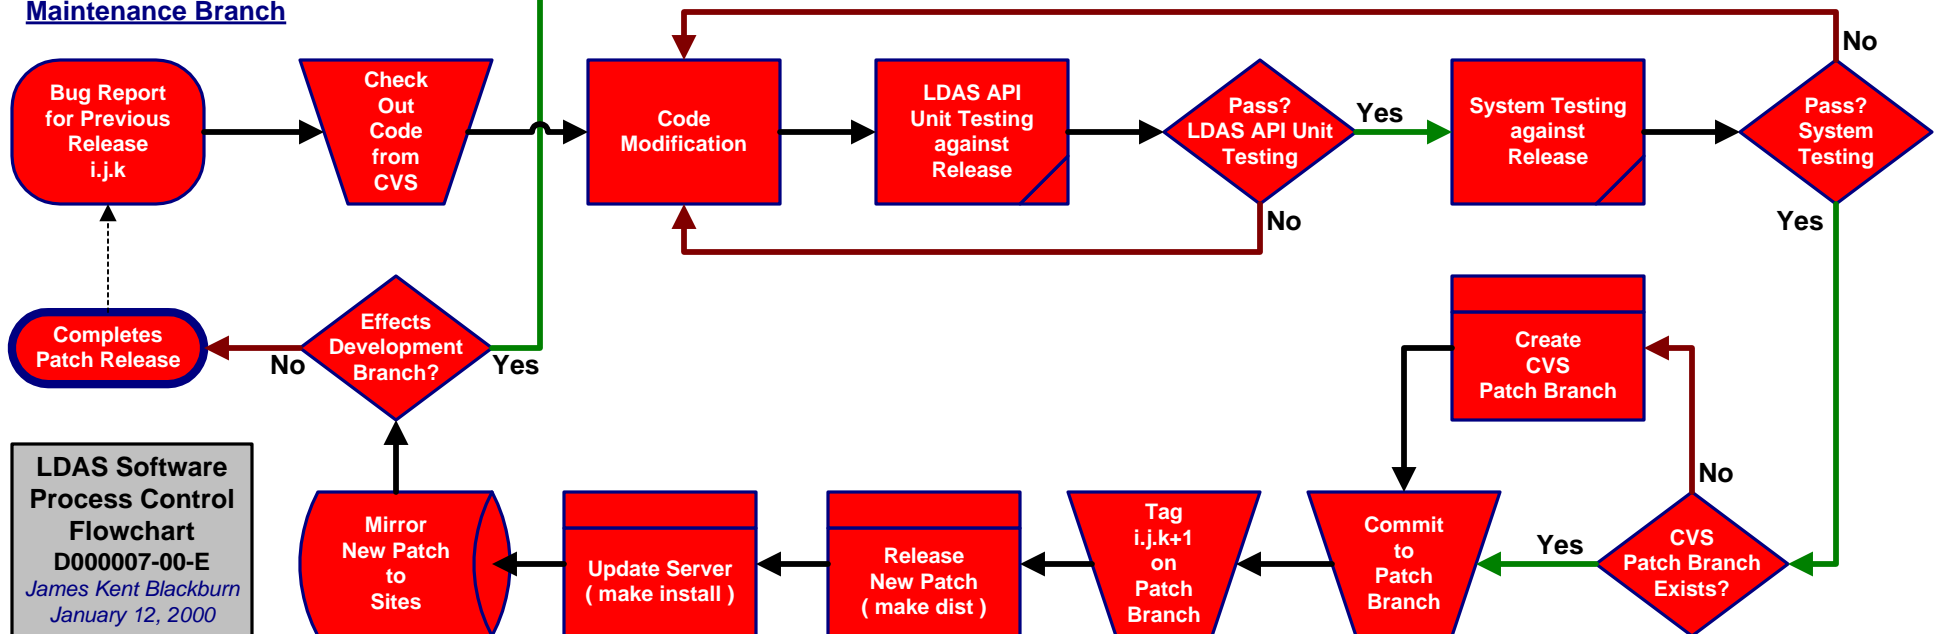 Maintenance Branch
Bug Report
for Previous
Release
i.j.k
Check
Out
Code
from
CVS
Code
Modification
LDAS API
Unit Testing
against
Release
Pass?
LDAS API Unit
Testing
Yes
No
System Testing
against
Release
Pass?
System
Testing
No
Yes
Completes
Patch Release
No
Effects
Development
Branch?
Yes
Create
CVS
Patch Branch
No
LDAS Software
Process Control
Flowchart
D000007-00-E
James Kent Blackburn
January 12, 2000
Mirror
New Patch
to
Sites
Update Server
( make install )
Release
New Patch
( make dist )
Tag
i.j.k+1
on
Patch
Branch
Commit
to
Patch
Branch
Yes
CVS
Patch Branch
Exists?